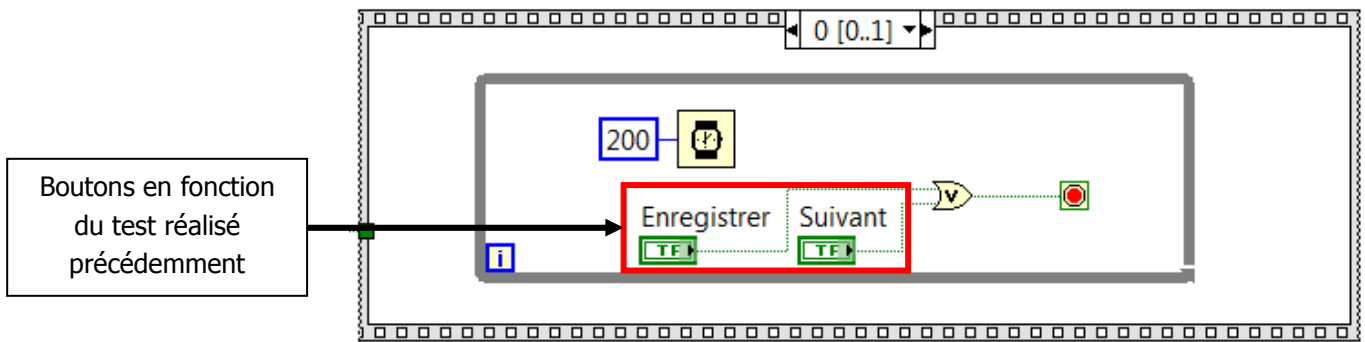 0 [0..1]
200
Boutons en fonction
du test réalisé
précédemment
Enregistrer
Suivant
TF
TF
V
i